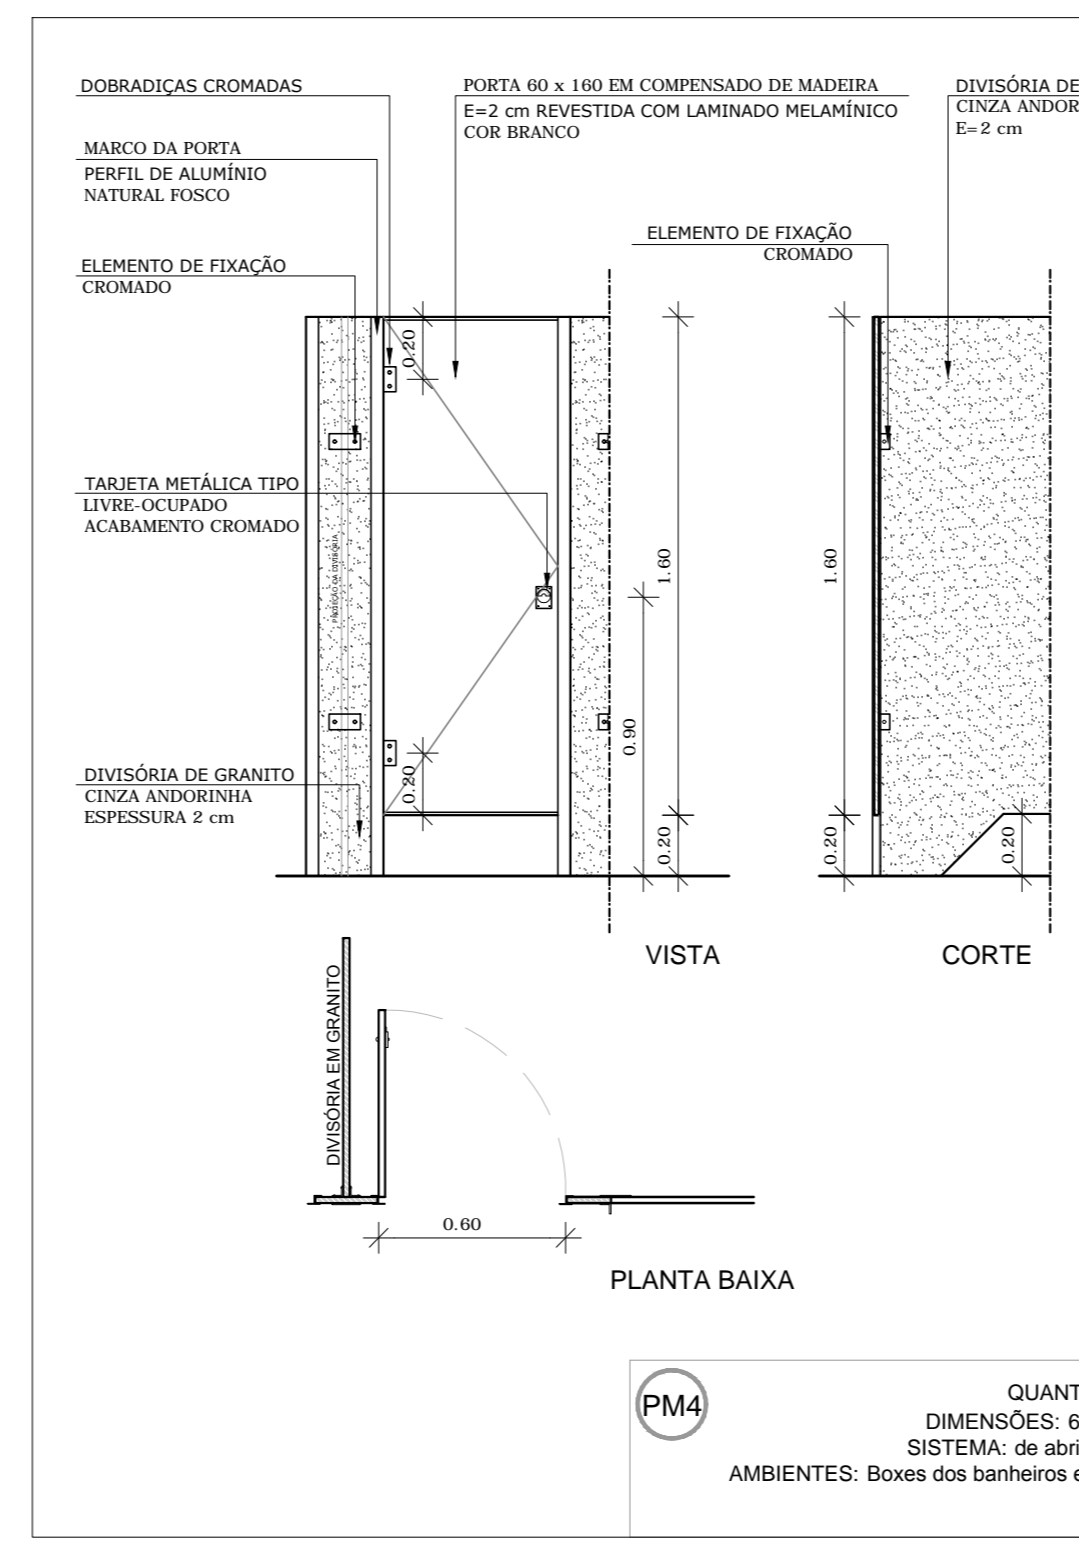 DOBRADIÇAS CROMADAS
PORTA 60 x 160 EM COMPENSADO DE MADEIRA
E=2 cm REVESTIDA COM LAMINADO MELAMÍNICO
COR BRANCO
DIVISÓRIA DE
CINZA ANDOR
E=2 cm
MARCO DA PORTA
PERFIL DE ALUMÍNIO
NATURAL FOSCO
ELEMENTO DE FIXAÇÃO
CROMADO
ELEMENTO DE FIXAÇÃO
CROMADO
0.20
TARJETA METÁLICA TIPO
LIVRE-OCUPADO
ACABAMENTO CROMADO
PROJEÇÃO DA DIVISÓRIA
1.60
1.60
0.90
DIVISÓRIA DE GRANITO
CINZA ANDORINHA
ESPESSURA 2 cm
0.20
0.20
0.20
0.20
VISTA
CORTE
DIVISÓRIA EM GRANITO
0.60
PLANTA BAIXA
PM4
QUANT
DIMENSÕES: 6
SISTEMA: de abri
AMBIENTES: Boxes dos banheiros e